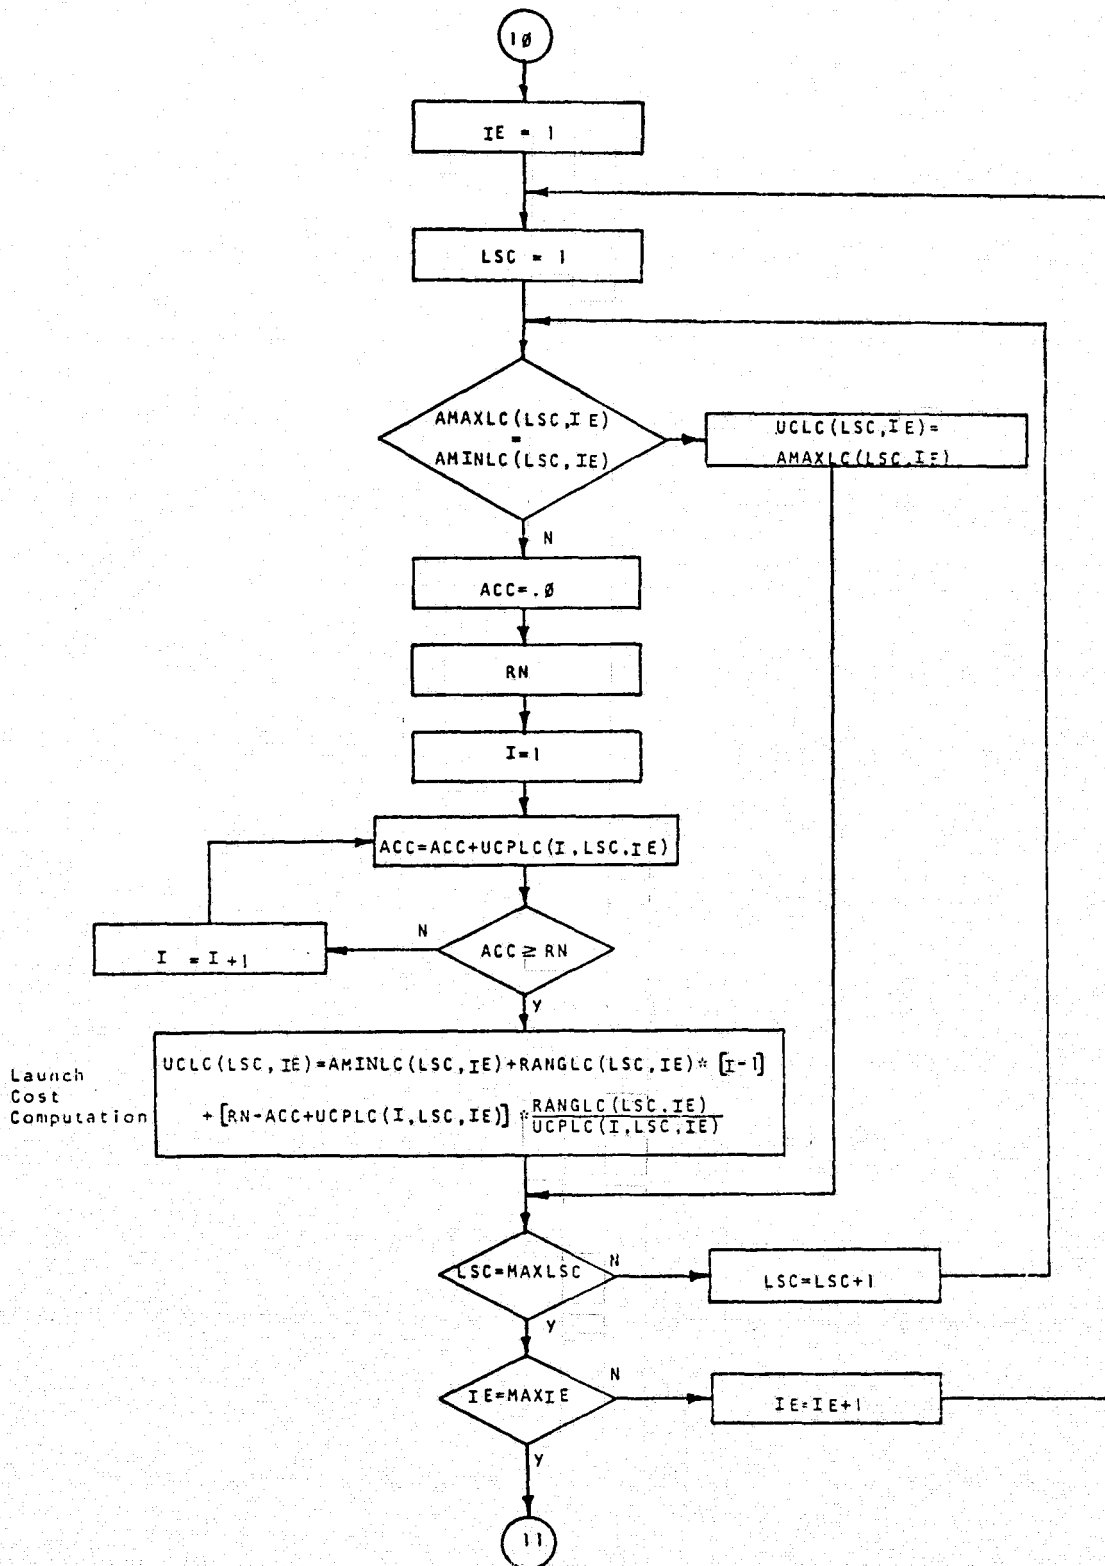 1Ø
IE = 1
LSC = 1
AMAXLC(LSC,IE)
=
AMINLC(LSC,IE)
UCLC(LSC,IE)=
AMAXLC(LSC,IE)
N
ACC=.Ø
RN
I=1
ACC=ACC+UCPLC(I,LSC,IE)
N
ACC ≥ RN
I = I+1
Y
Launch
Cost
Computation
UCLC(LSC,IE)=AMINLC(LSC,IE)+RANGLC(LSC,IE)* [I-1]
+ [RN-ACC+UCPLC(I,LSC,IE)] * RANGLC(LSC,IE)
UCPLC(I,LSC,IE)
LSC=MAXLSC
N
LSC=LSC+1
Y
IE=MAXIE
N
IE=IE+1
Y
11